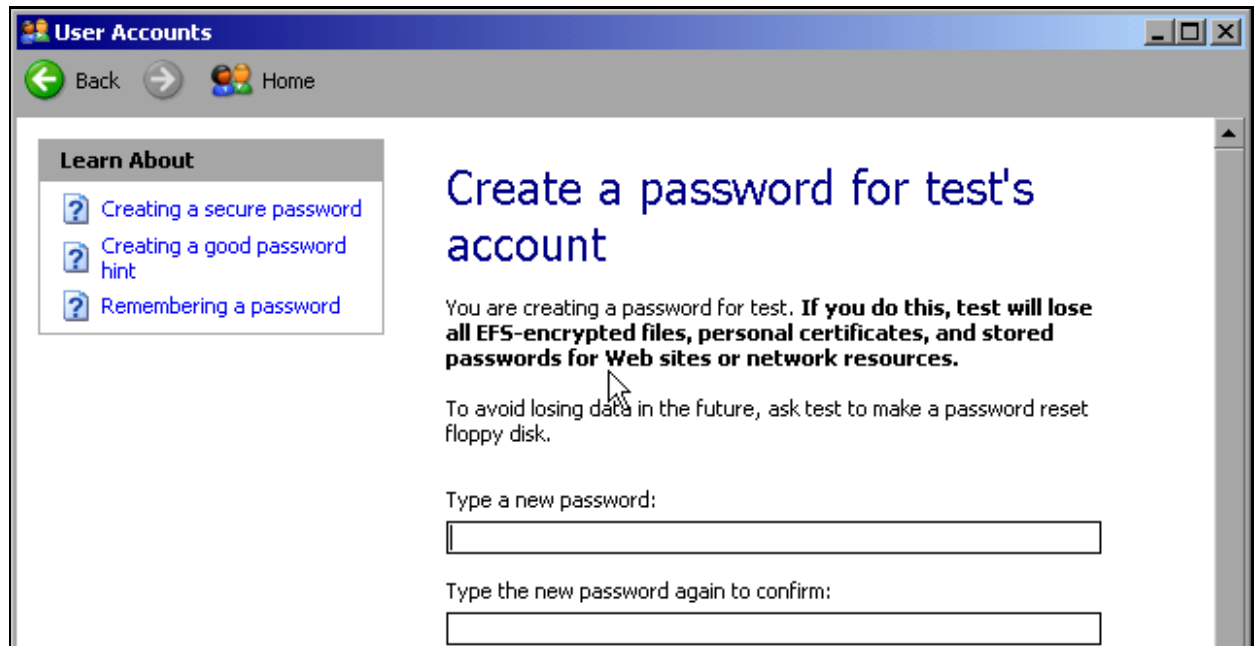 User Accounts
Back
Home
Learn About
Creating a secure password
Creating a good password
hint
Remembering a password
Create a password for test's
account
You are creating a password for test. If you do this, test will lose
all EFS-encrypted files, personal certificates, and stored
passwords for Web sites or network resources.
To avoid losing data in the future, ask test to make a password reset
floppy disk.
Type a new password:
Type the new password again to confirm: